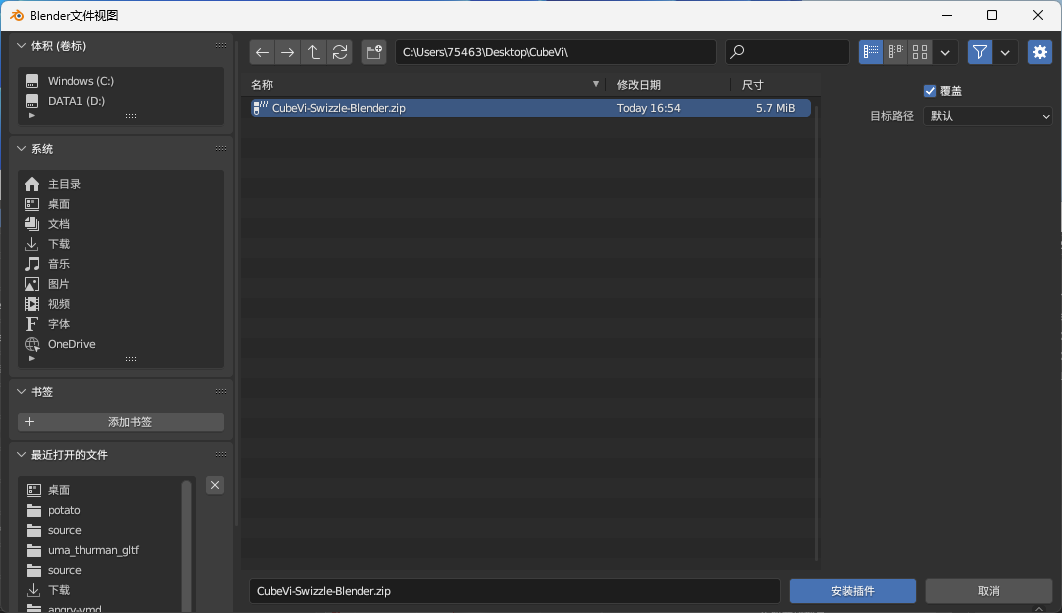 Blender文件视图
体积 (卷标)
Windows (C:)
DATA1 (D:)
系统
主目录
桌面
文档
下载
音乐
图片
视频
字体
OneDrive
书签
添加书签
最近打开的文件
桌面
potato
source
uma_thurman_gltf
source
下载
angry-vmd
C:\Users\75463\Desktop\CubeVi\
名称 修改日期 尺寸
CubeVi-Swizzle-Blender.zip Today 16:54 5.7 MiB
覆盖
目标路径 默认
CubeVi-Swizzle-Blender.zip
安装插件 取消